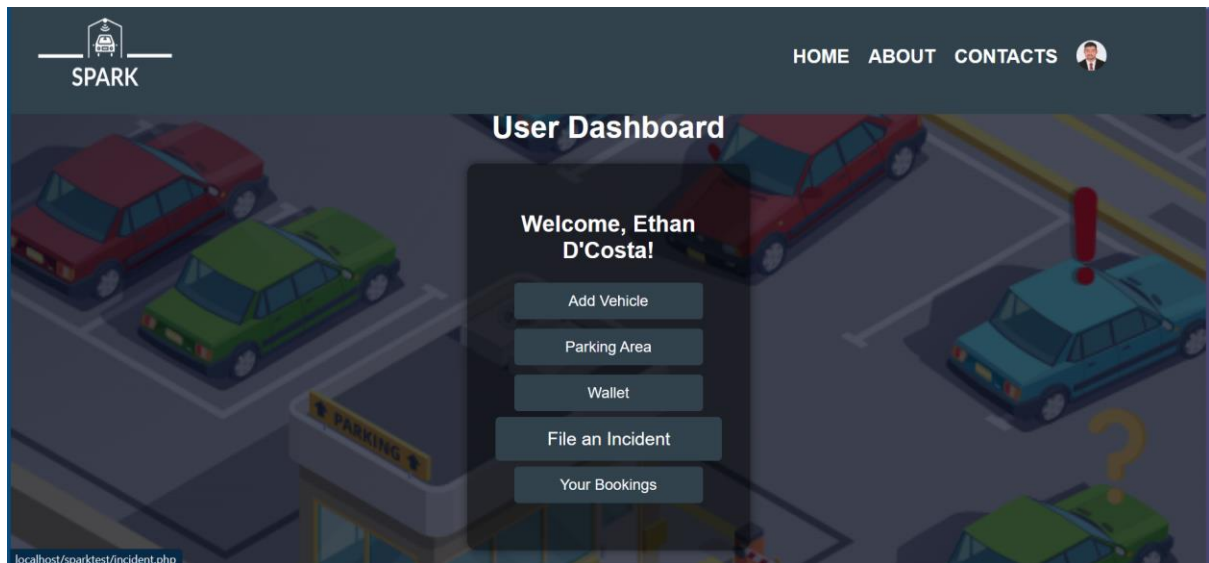 SPARK
HOME ABOUT CONTACTS
User Dashboard
Welcome, Ethan
D'Costa!
Add Vehicle
Parking Area
Wallet
File an Incident
Your Bookings
PARKING
localhost/sparktest/incident.php